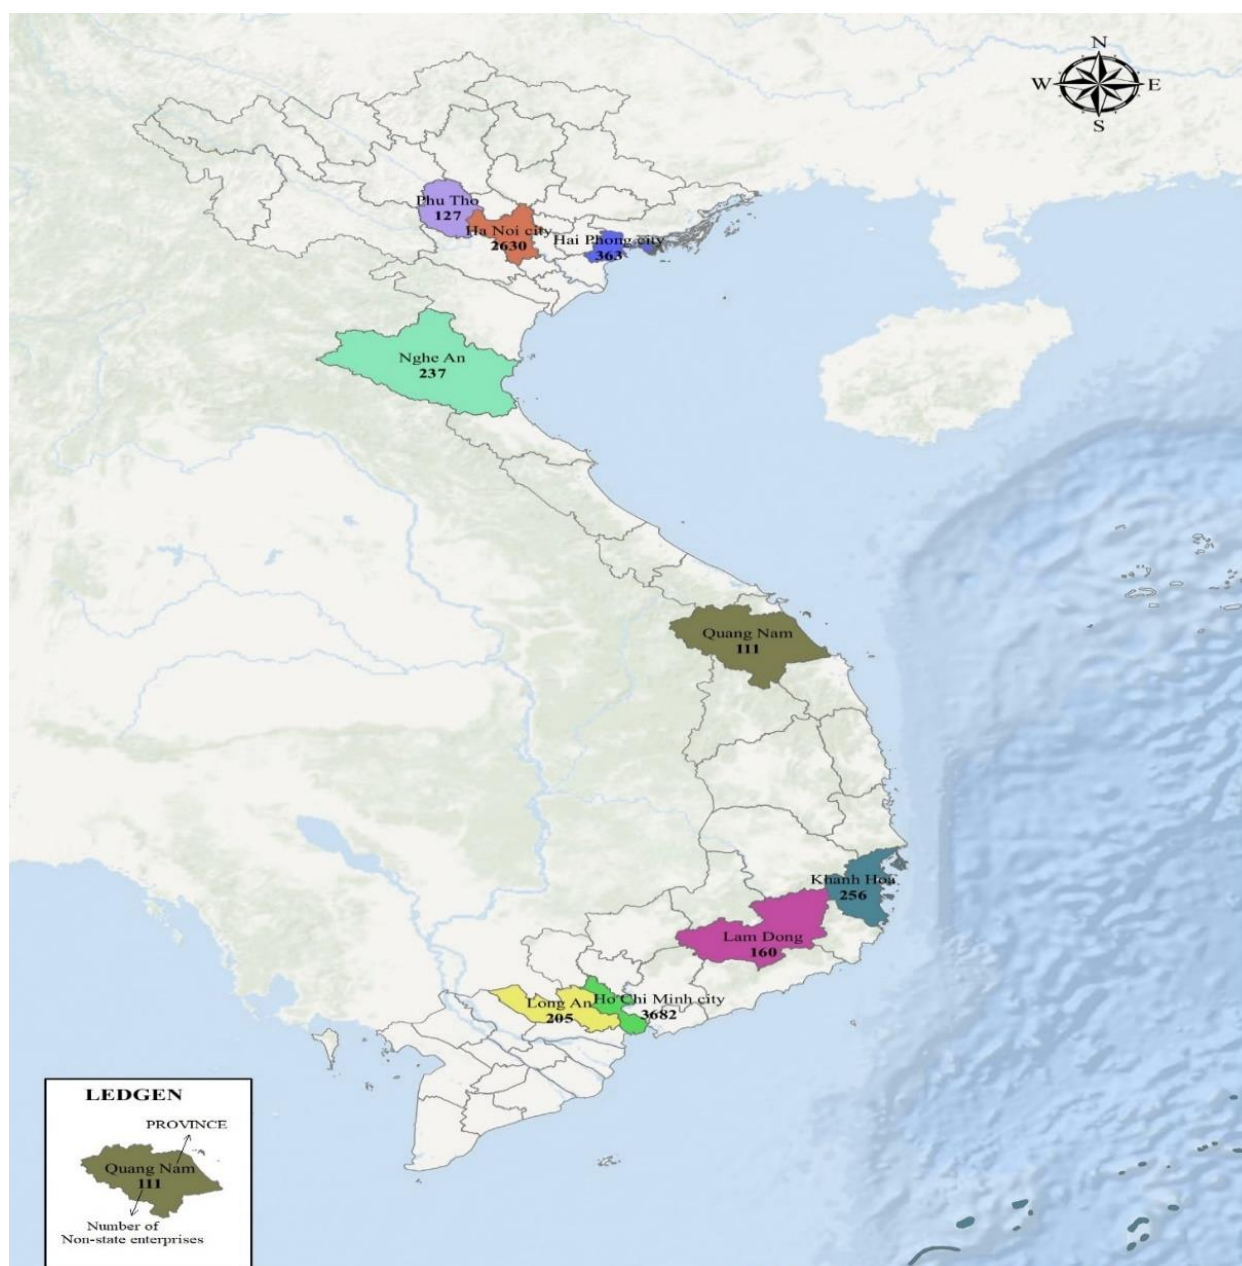 N
W E
S
Phu Tho
127
Ha Noi city
2630
Hai Phong city
363
Nghe An
237
Quang Nam
111
Khanh Hoa
256
Lam Dong
160
Long An
205
Ho Chi Minh city
3682
LEDGEN
PROVINCE
Quang Nam
111
Number of
Non-state enterprises